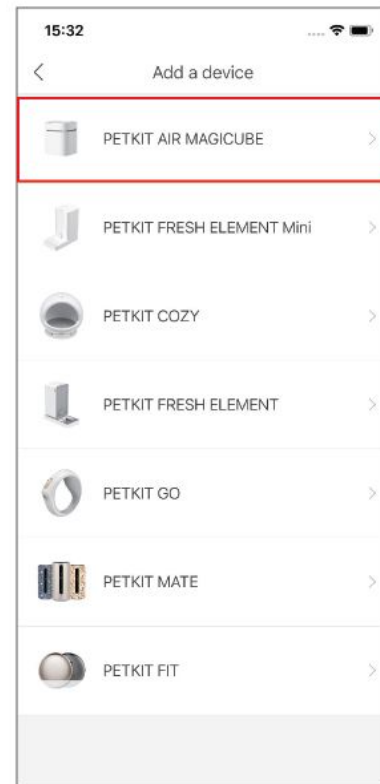 15:32
Add a device
PETKIT AIR MAGICUBE
PETKIT FRESH ELEMENT Mini
PETKIT COZY
PETKIT FRESH ELEMENT
PETKIT GO
PETKIT MATE
PETKIT FIT